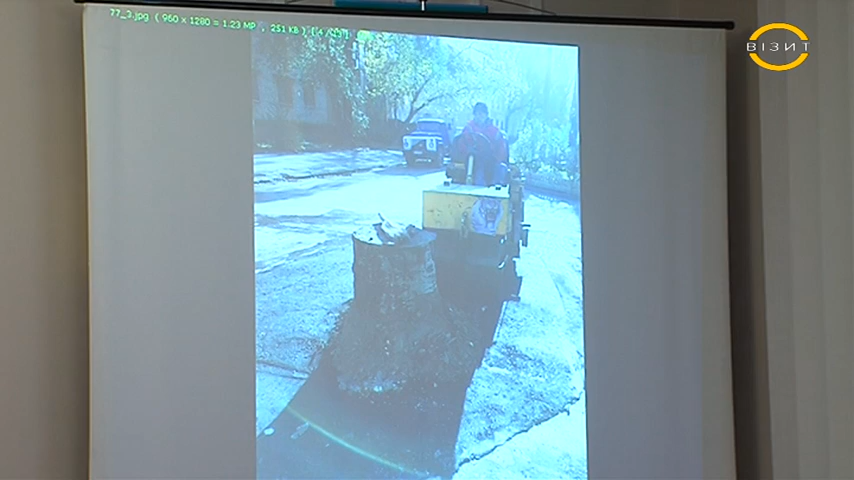 77_3.jpg ( 960 x 1280 = 1.23 MP , 251 KB )
ВІЗИТ